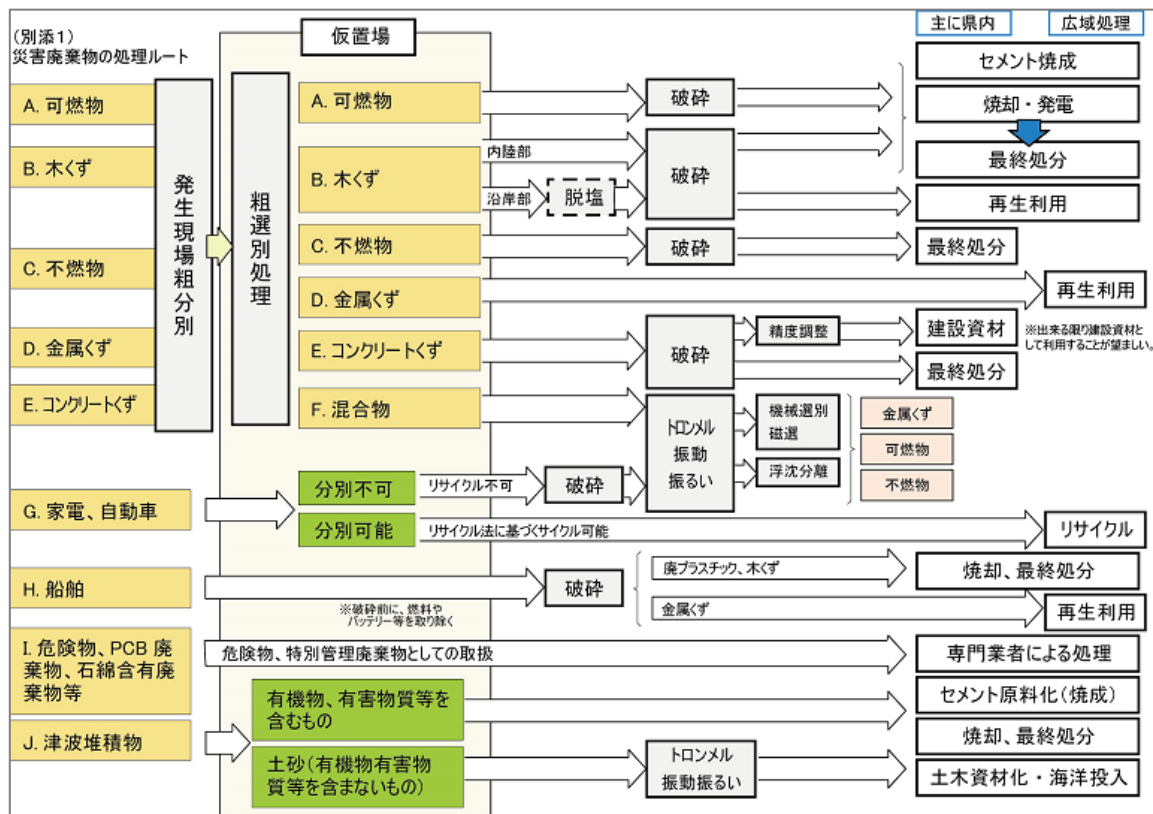 (別添1)
災害廃棄物の処理ルート
仮置場
主に県内
広域処理
A. 可燃物
B. 木くず
C. 不燃物
D. 金属くず
E. コンクリートくず
発生現場粗分別
粗選別処理
A. 可燃物
破砕
セメント焼成
焼却・発電
最終処分
再生利用
B. 木くず
内陸部
沿岸部
脱塩
破砕
C. 不燃物
破砕
最終処分
D. 金属くず
再生利用
E. コンクリートくず
破砕
精度調整
建設資材
※出来る限り建設資材と
して利用することが望ましい。
最終処分
F. 混合物
トロンメル
振動
振るい
機械選別
磁選
浮沈分離
金属くず
可燃物
不燃物
G. 家電、自動車
分別不可
リサイクル不可
破砕
分別可能
リサイクル法に基づくサイクル可能
リサイクル
H. 船舶
※破砕前に、燃料や
バッテリー等を取り除く
破砕
廃プラスチック、木くず
焼却、最終処分
金属くず
再生利用
I. 危険物、PCB 廃
棄物、石綿含有廃
棄物等
危険物、特別管理廃棄物としての取扱
専門業者による処理
J. 津波堆積物
有機物、有害物質等を
含むもの
セメント原料化(焼成)
焼却、最終処分
土砂(有機物有害物
質等を含まないもの)
トロンメル
振動振るい
土木資材化・海洋投入